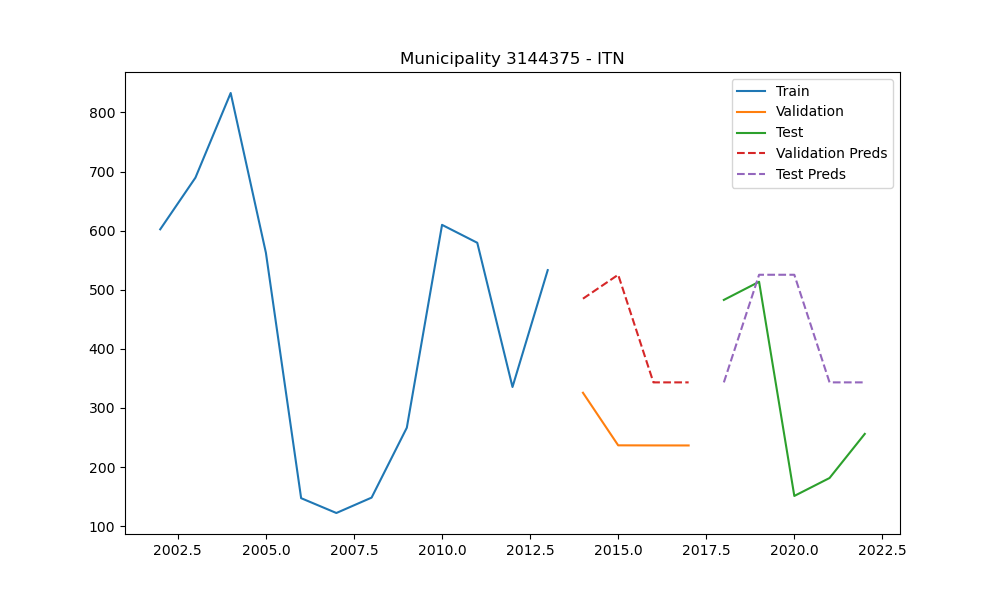 Municipality 3144375 - ITN
Train
Validation
Test
Validation Preds
Test Preds
800
700
600
500
400
300
200
100
2002.5 2005.0 2007.5 2010.0 2012.5 2015.0 2017.5 2020.0 2022.5